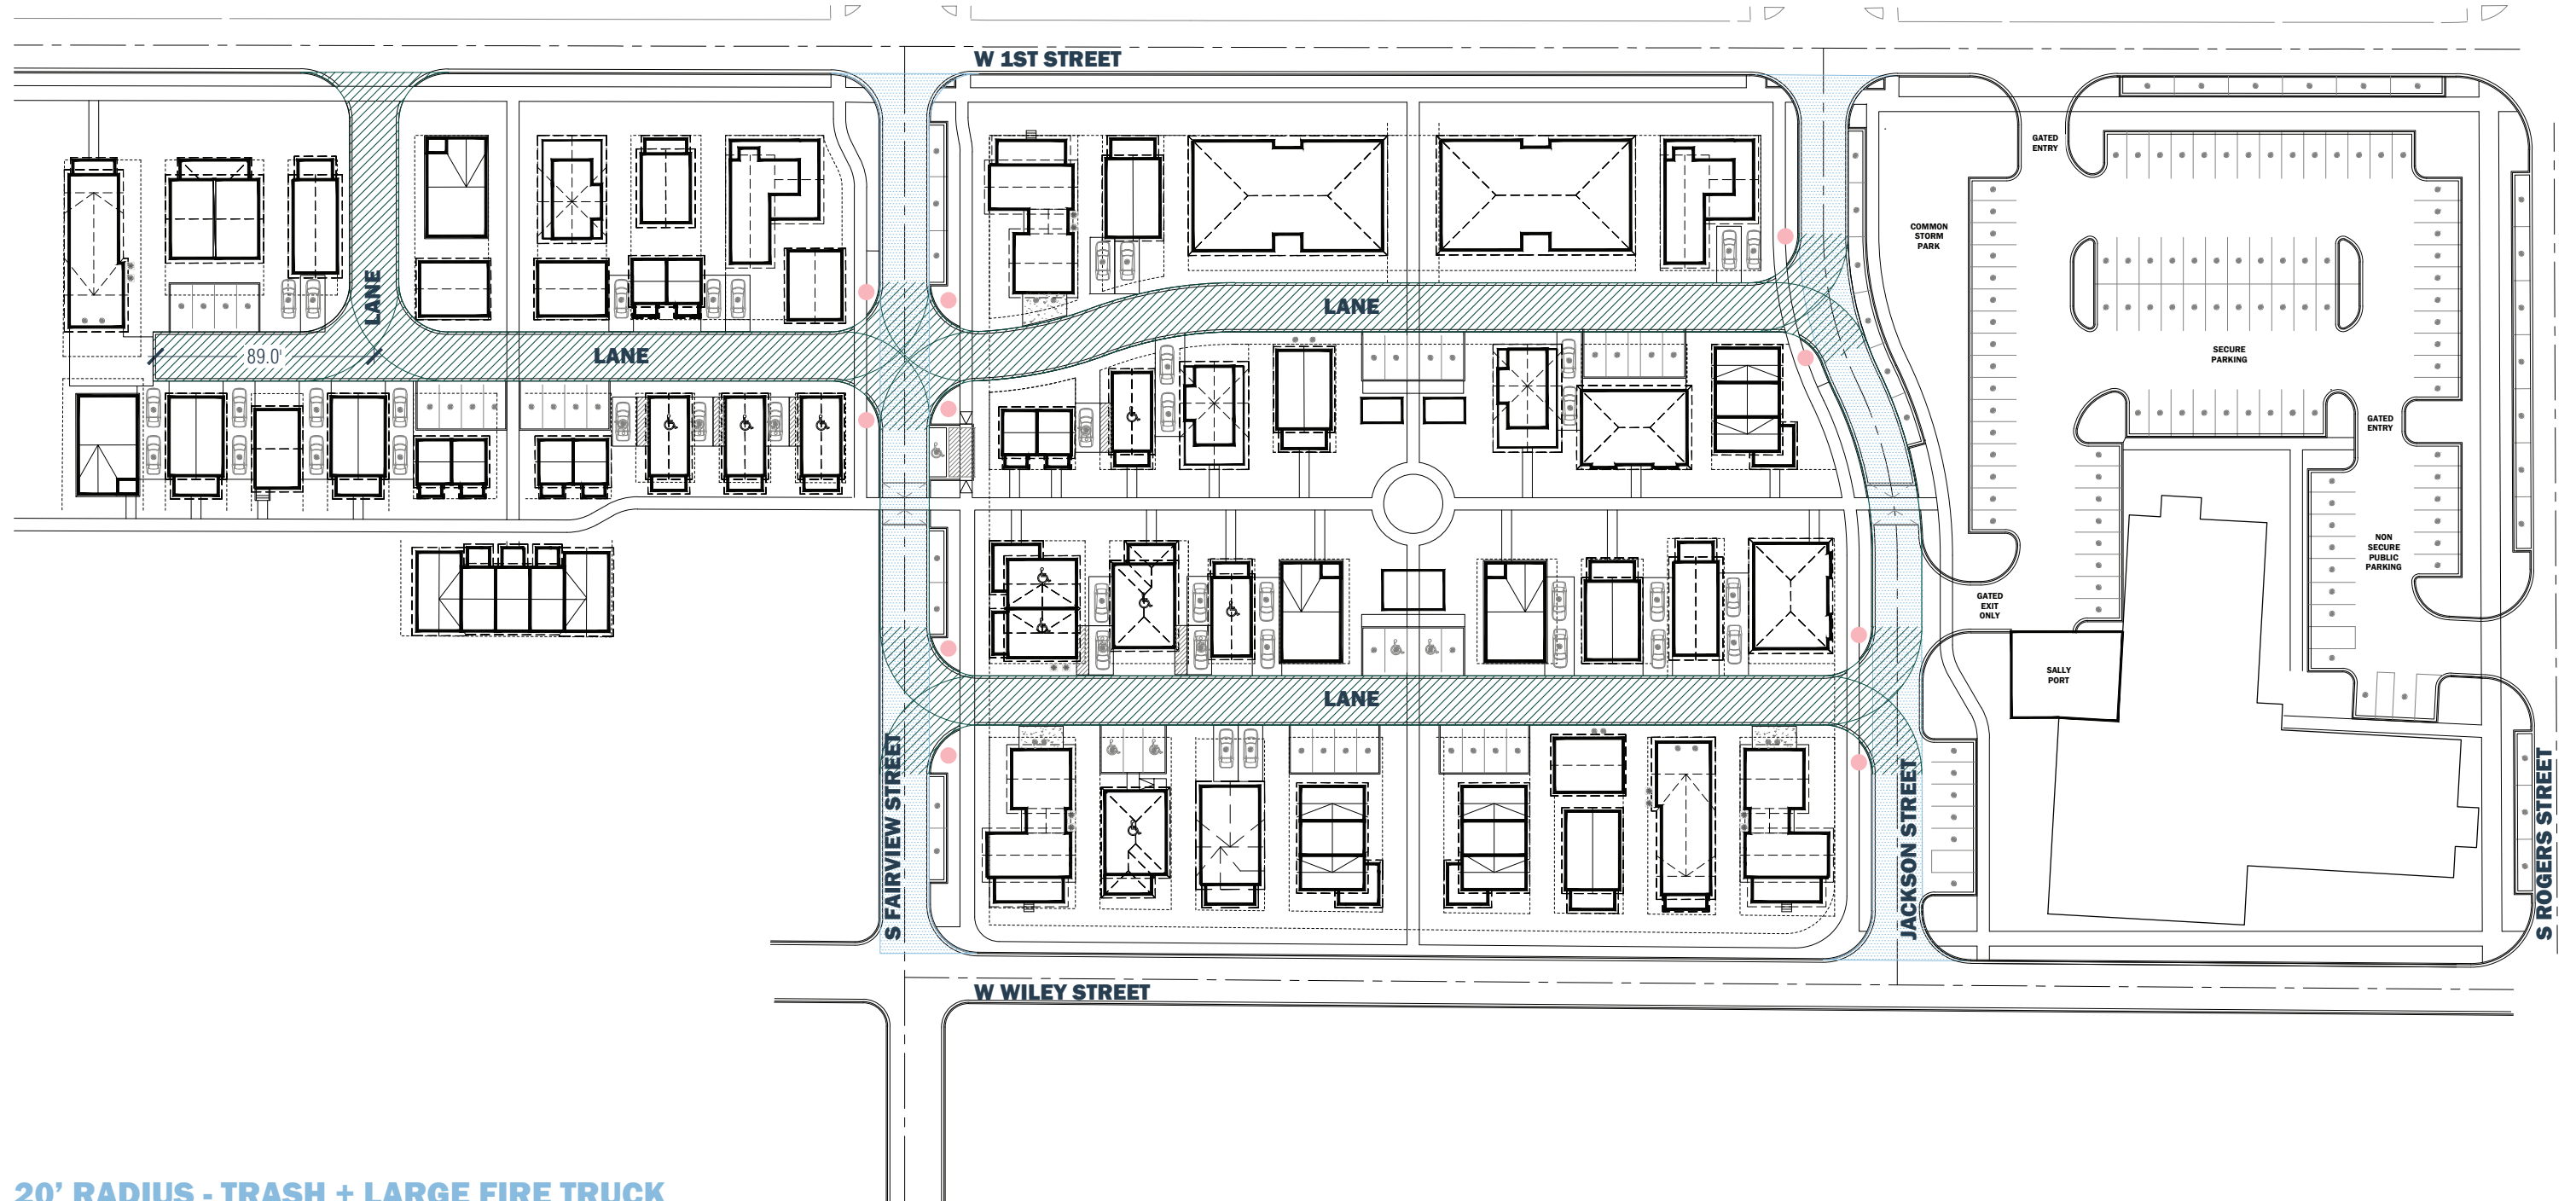 W 1ST STREET
GATED
ENTRY
COMMON
STORM
PARK
LANE
LANE
89.0'
LANE
SECURE
PARKING
GATED
ENTRY
NON
SECURE
PUBLIC
PARKING
GATED
EXIT
ONLY
SALLY
PORT
LANE
S FAIRVIEW STREET
JACKSON STREET
S ROGERS STREET
W WILEY STREET
20' RADIUS - TRASH + LARGE FIRE TRUCK